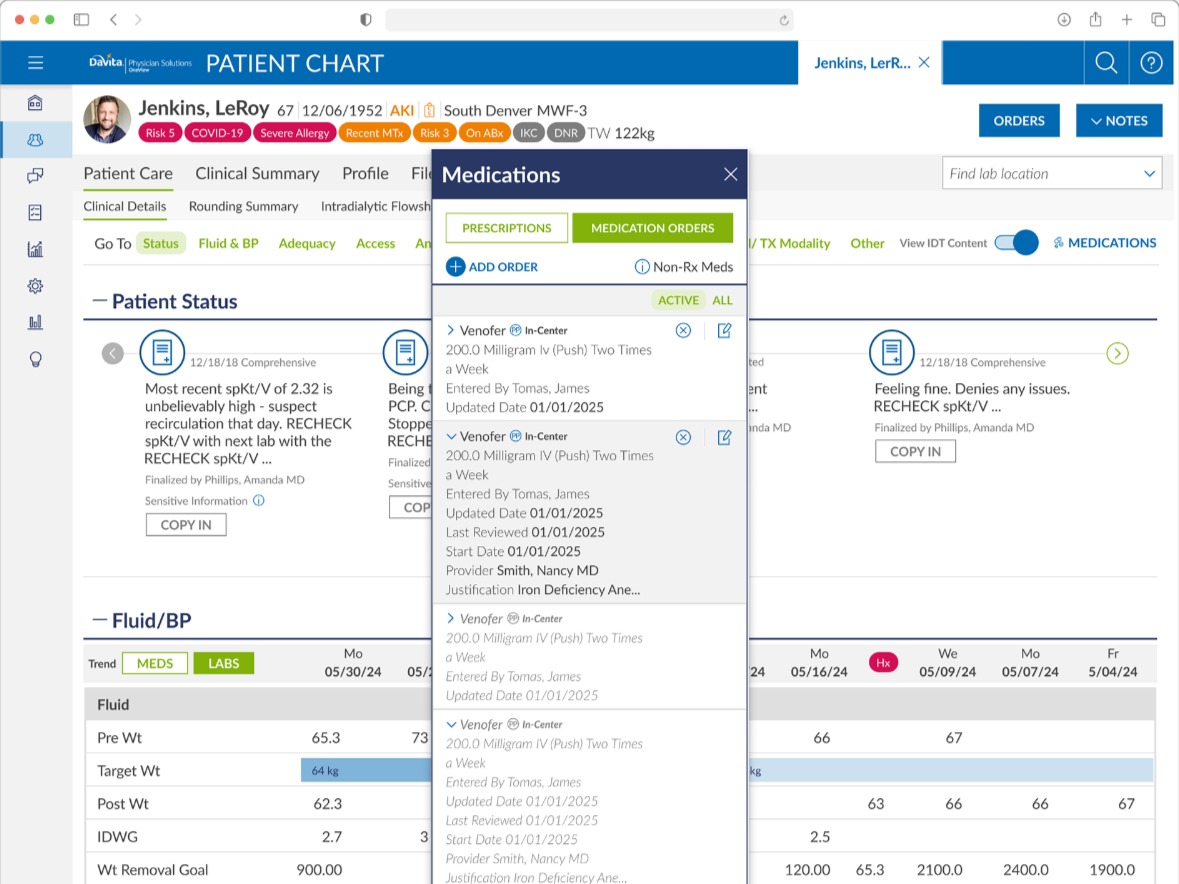 DaVita Physician Solutions
OneView
PATIENT CHART
Jenkins, LerR...
Jenkins, LeRoy 67 12/06/1952 AKI South Denver MWF-3
Risk 5 COVID-19 Severe Allergy Recent MTx Risk 3 On ABx IKC DNR TW 122kg
ORDERS
NOTES
Patient Care Clinical Summary Profile File
Find lab location
Clinical Details Rounding Summary Intradialytic Flowsh
Go To Status Fluid & BP Adequacy Access An
l/ TX Modality Other View IDT Content MEDICATIONS
Patient Status
12/18/18 Comprehensive
Most recent spKt/V of 2.32 is
unbelievably high - suspect
recirculation that day. RECHECK
spKt/V with next lab with the
RECHECK spKt/V ...
Finalized by Phillips, Amanda MD
Sensitive Information
COPY IN
Being t
PCP. C
Stoppe
RECHE
Finalized
Sensitive
COP
ted
ent
...
nda MD
12/18/18 Comprehensive
Feeling fine. Denies any issues.
RECHECK spKt/V ...
Finalized by Phillips, Amanda MD
COPY IN
Medications
PRESCRIPTIONS MEDICATION ORDERS
ADD ORDER Non-Rx Meds
ACTIVE ALL
Venofer PP In-Center
200.0 Milligram Iv (Push) Two Times
a Week
Entered By Tomas, James
Updated Date 01/01/2025
Venofer PP In-Center
200.0 Milligram IV (Push) Two Times
a Week
Entered By Tomas, James
Updated Date 01/01/2025
Last Reviewed 01/01/2025
Start Date 01/01/2025
Provider Smith, Nancy MD
Justification Iron Deficiency Ane...
Venofer PP In-Center
200.0 Milligram IV (Push) Two Times
a Week
Entered By Tomas, James
Updated Date 01/01/2025
Venofer PP In-Center
200.0 Milligram IV (Push) Two Times
a Week
Entered By Tomas, James
Updated Date 01/01/2025
Last Reviewed 01/01/2025
Start Date 01/01/2025
Provider Smith, Nancy MD
Justification Iron Deficiency Ane...
Fluid/BP
Trend MEDS LABS
Mo
05/30/24 05/2
24
Mo
05/16/24
Hx
We
05/09/24
Mo
05/07/24
Fr
5/04/24
Fluid
Pre Wt 65.3 73 66 67
Target Wt 64 kg kg
Post Wt 62.3 63 66 66 67
IDWG 2.7 3 2.5
Wt Removal Goal 900.00 120.00 65.3 2100.0 2400.0 1900.0